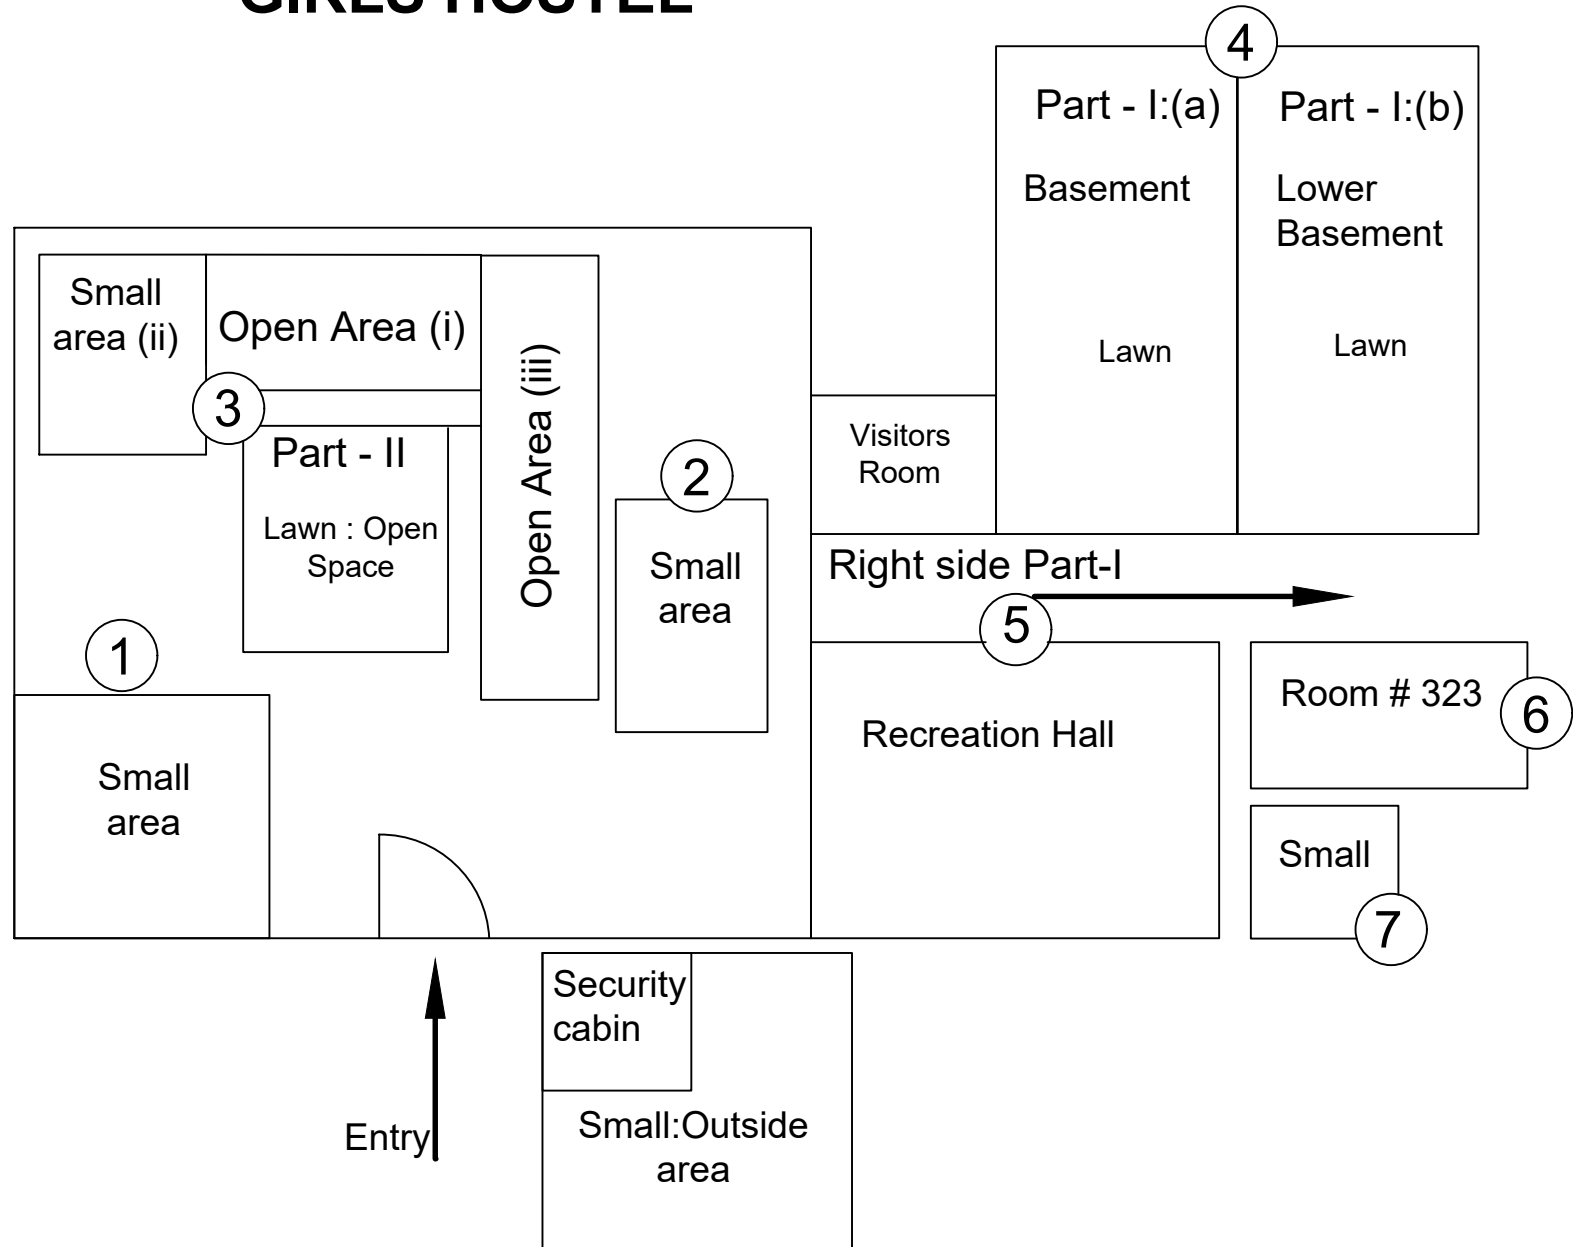 GIRLS HOSTEL
4
Part - I:(a)
Part - I:(b)
Basement
Lower
Basement
Lawn
Lawn
Small
area (ii)
Open Area (i)
Open Area (iii)
3
Part - II
Lawn : Open
Space
2
Small
area
Visitors
Room
Right side Part-I
5
1
Small
area
Recreation Hall
Room # 323
6
Small
7
Security
cabin
Small:Outside
area
Entry